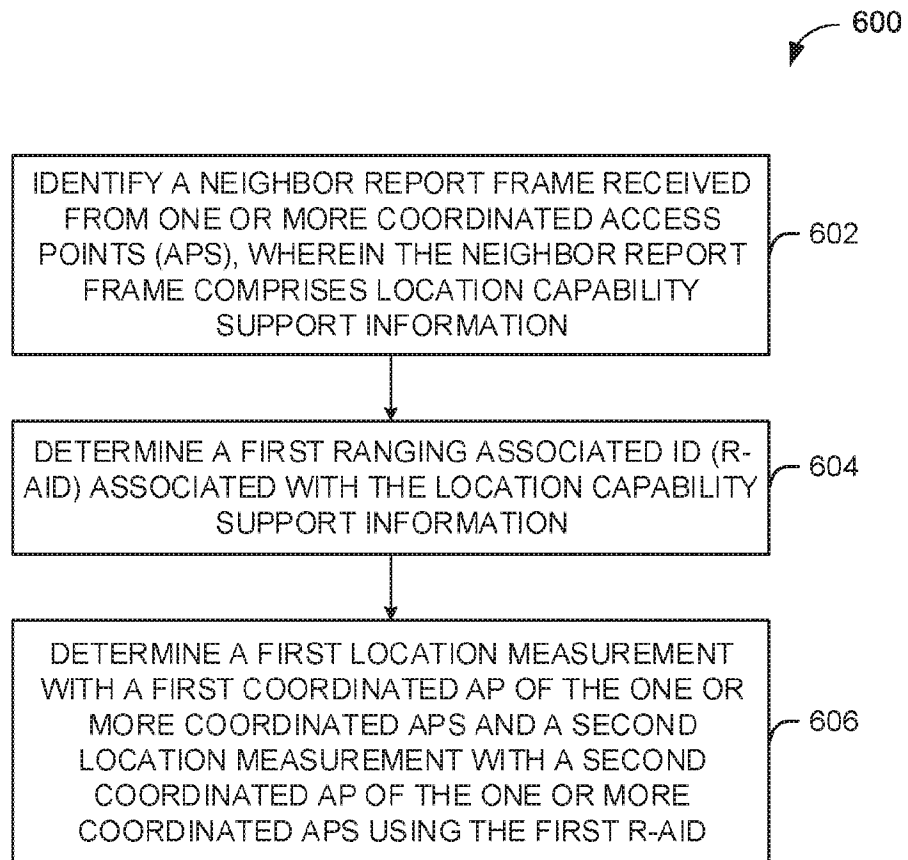 600
IDENTIFY A NEIGHBOR REPORT FRAME RECEIVED
FROM ONE OR MORE COORDINATED ACCESS
POINTS (APS), WHEREIN THE NEIGHBOR REPORT
FRAME COMPRISES LOCATION CAPABILITY
SUPPORT INFORMATION
602
DETERMINE A FIRST RANGING ASSOCIATED ID (R-
AID) ASSOCIATED WITH THE LOCATION CAPABILITY
SUPPORT INFORMATION
604
DETERMINE A FIRST LOCATION MEASUREMENT
WITH A FIRST COORDINATED AP OF THE ONE OR
MORE COORDINATED APS AND A SECOND
LOCATION MEASUREMENT WITH A SECOND
COORDINATED AP OF THE ONE OR MORE
COORDINATED APS USING THE FIRST R-AID
606